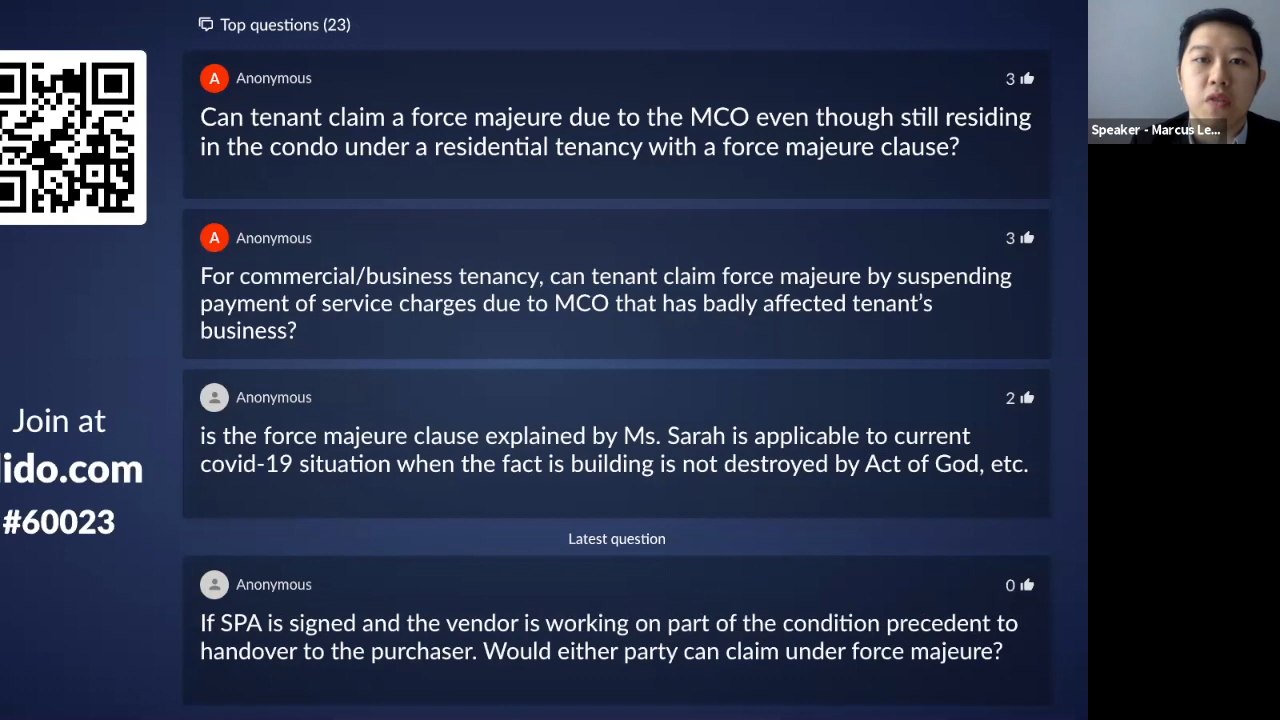 Top questions (23)
A Anonymous 3
Can tenant claim a force majeure due to the MCO even though still residing
in the condo under a residential tenancy with a force majeure clause?
A Anonymous 3
For commercial/business tenancy, can tenant claim force majeure by suspending
payment of service charges due to MCO that has badly affected tenant’s
business?
Anonymous 2
is the force majeure clause explained by Ms. Sarah is applicable to current
covid-19 situation when the fact is building is not destroyed by Act of God, etc.
Latest question
Anonymous 0
If SPA is signed and the vendor is working on part of the condition precedent to
handover to the purchaser. Would either party can claim under force majeure?
Join at
lido.com
#60023
Speaker - Marcus Le...